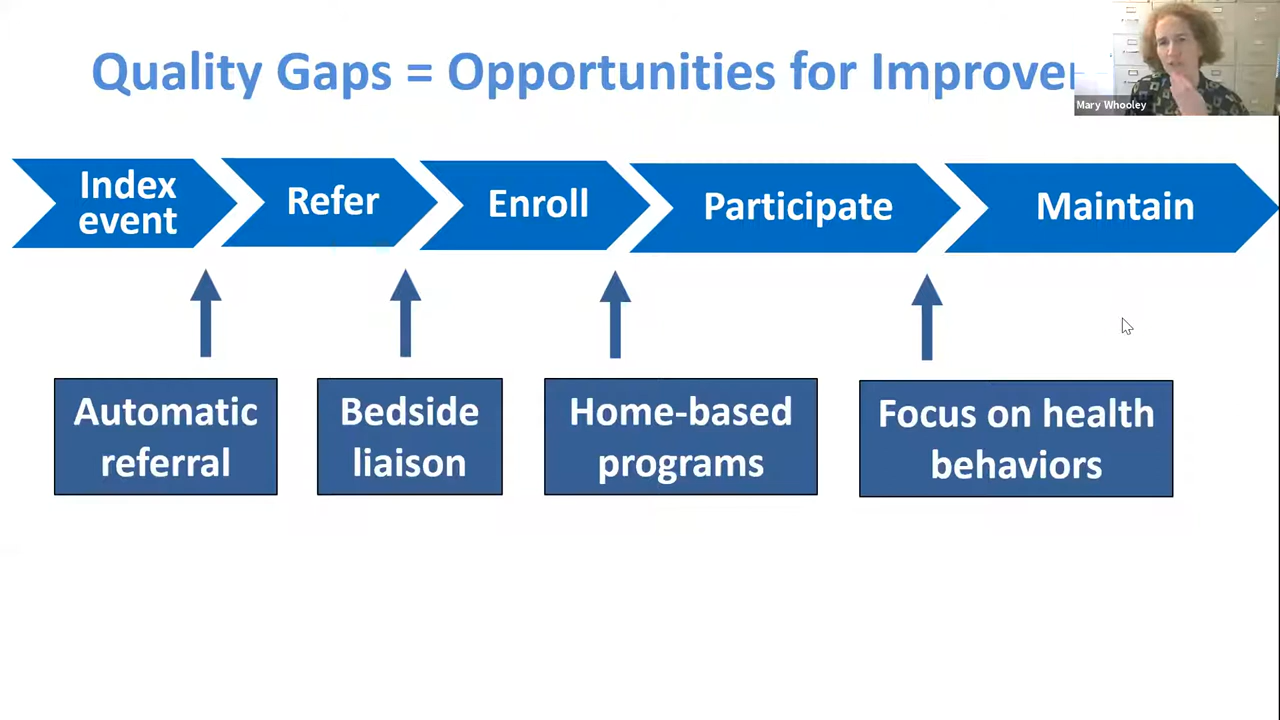 Quality Gaps = Opportunities for
Mary Whooley
Index
event
Refer
Enroll
Participate
Maintain
Automatic
referral
Bedside
liaison
Home-based
programs
Focus on health
behaviors